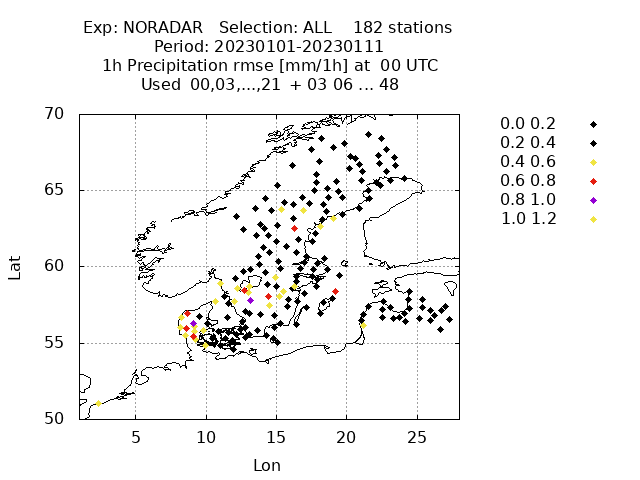 Exp: NORADAR   Selection: ALL    182 stations
Period: 20230101-20230111
1h Precipitation rmse [mm/1h] at  00 UTC
Used  00,03,...,21  + 03 06 ... 48
70
65
60
55
50
Lat
5 10 15 20 25
Lon
0.0 0.2
0.2 0.4
0.4 0.6
0.6 0.8
0.8 1.0
1.0 1.2